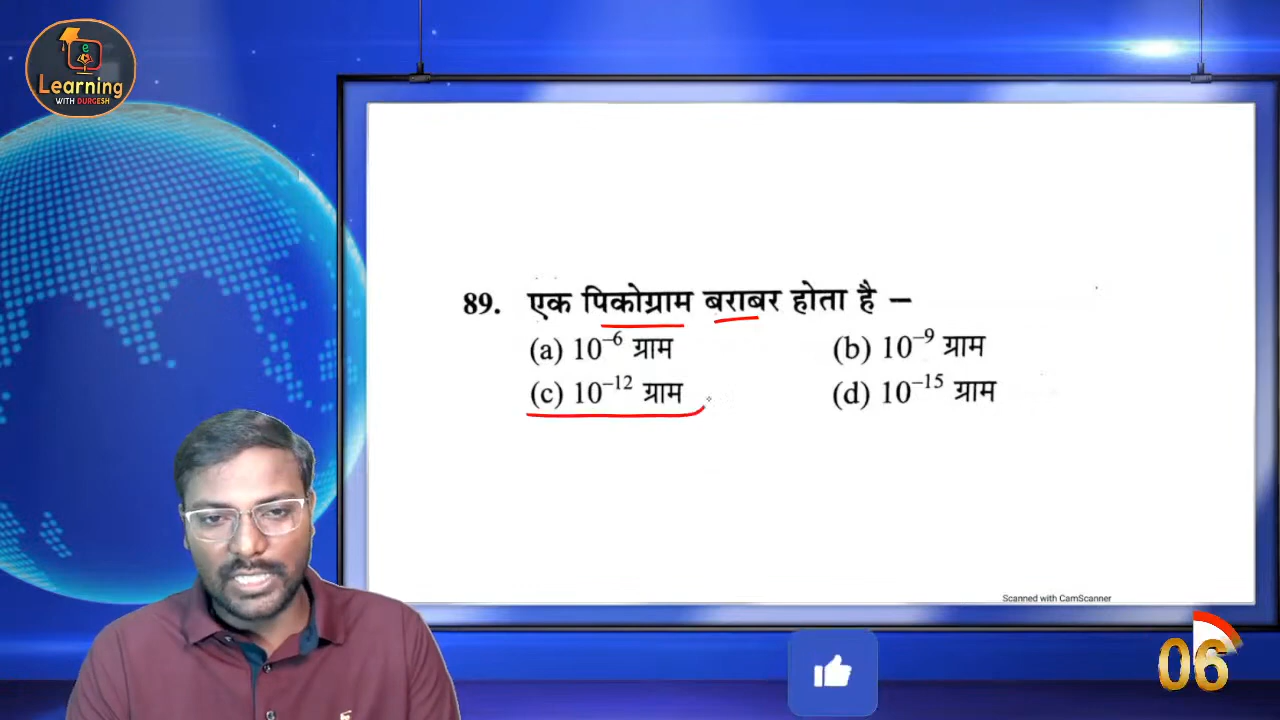 e
Learning
WITH DURGESH
89. एक पिकोग्राम बराबर होता है –
(a) 10⁻⁶ ग्राम (b) 10⁻⁹ ग्राम
(c) 10⁻¹² ग्राम (d) 10⁻¹⁵ ग्राम
Scanned with CamScanner
06